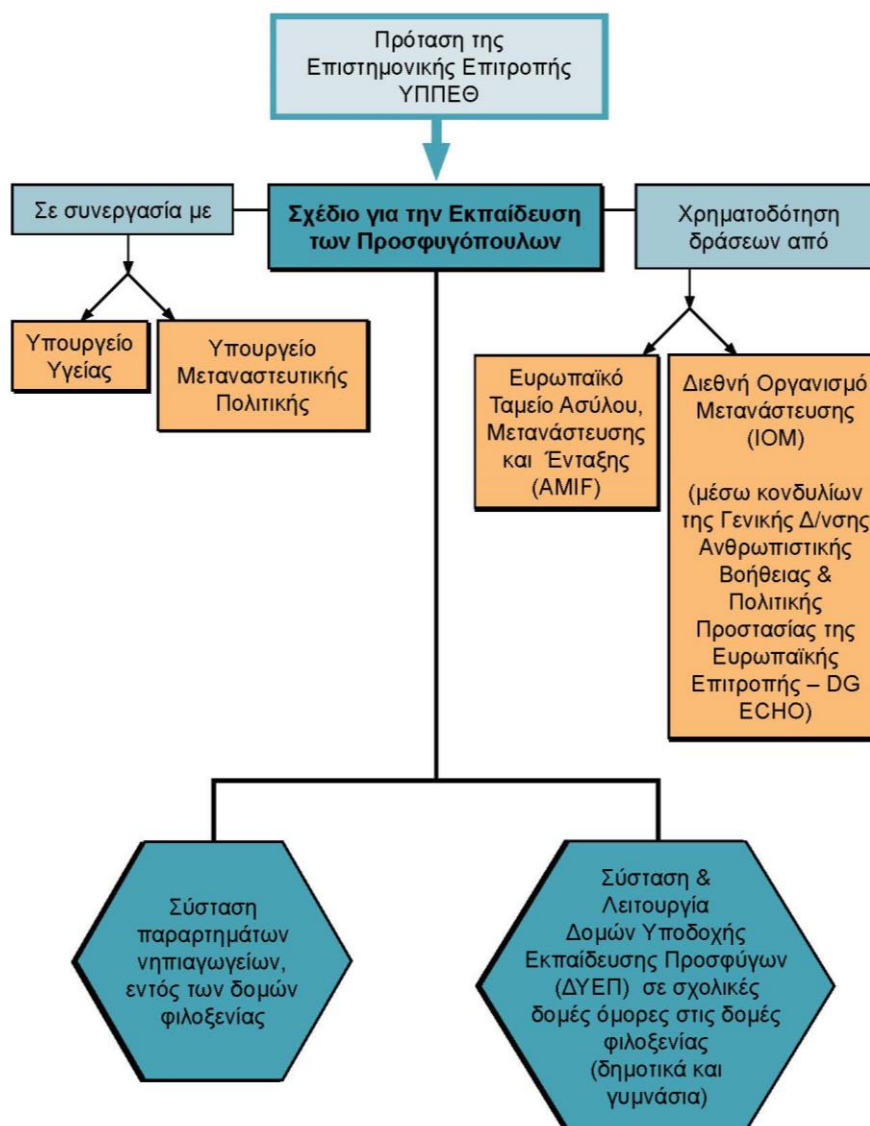 Πρόταση της
Επιστημονικής Επιτροπής
ΥΠΠΕΘ
Σε συνεργασία με
Σχέδιο για την Εκπαίδευση
των Προσφυγόπουλων
Χρηματοδότηση
δράσεων από
Υπουργείο
Υγείας
Υπουργείο
Μεταναστευτικής
Πολιτικής
Ευρωπαϊκό
Ταμείο Ασύλου,
Μετανάστευσης
και Ένταξης
(AMIF)
Διεθνή Οργανισμό
Μετανάστευσης
(IOM)
(μέσω κονδυλίων
της Γενικής Δ/νσης
Ανθρωπιστικής
Βοήθειας &
Πολιτικής
Προστασίας της
Ευρωπαϊκής
Επιτροπής – DG
ECHO)
Σύσταση
παραρτημάτων
νηπιαγωγείων,
εντός των δομών
φιλοξενίας
Σύσταση &
Λειτουργία
Δομών Υποδοχής
Εκπαίδευσης Προσφύγων
(ΔΥΕΠ) σε σχολικές
δομές όμορες στις δομές
φιλοξενίας
(δημοτικά και
γυμνάσια)